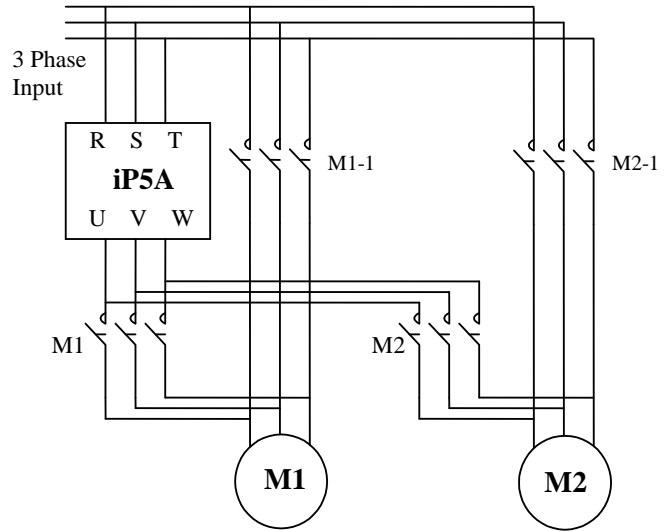 3 Phase
Input
R S T
iP5A
U V W
M1-1
M2-1
M1
M2
M1
M2